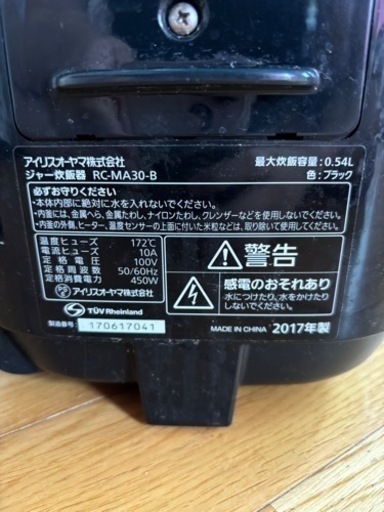 アイリスオーヤマ株式会社
ジャー炊飯器 RC-MA30-B
最大炊飯容量:0.54L
色:ブラック
必ずお守りください
・本体内部に絶対に水を入れないでください。
・内釜には、金属へら、金属たわし、ナイロンたわし、クレンザーなどを使用しないでください。
・内釜の外側、ヒーター、温度センサーの上面に付いた米粒などは、取り除いて使用してください。
温度ヒューズ 172℃
電流ヒューズ 10A
定格電圧 100V
定格周波数 50/60Hz
定格消費電力 450W
PSE アイリスオーヤマ株式会社
TÜV Rheinland
製造番号: 170617041
警告
感電のおそれあり
水につけたり、水をかけたり
しないでください。
MADE IN CHINA 2017年製